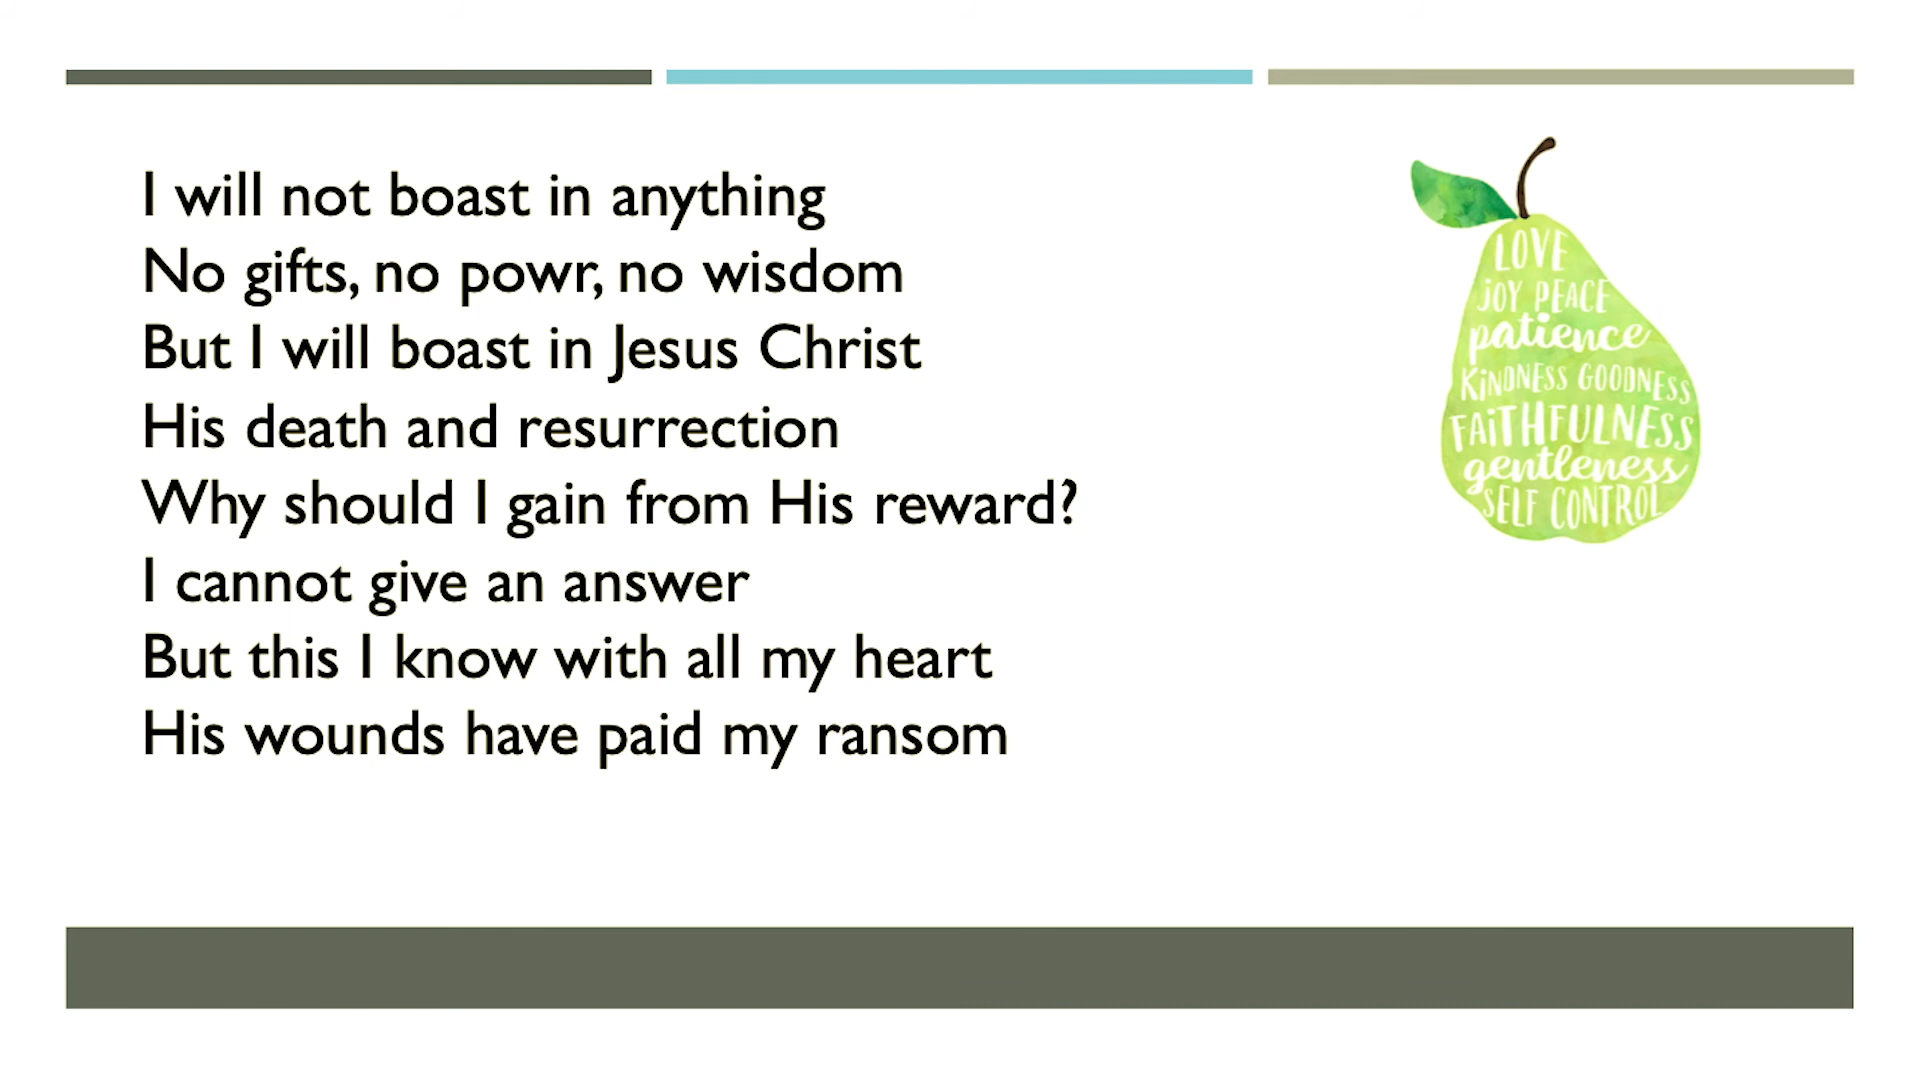 I will not boast in anything
No gifts, no powr, no wisdom
But I will boast in Jesus Christ
His death and resurrection
Why should I gain from His reward?
I cannot give an answer
But this I know with all my heart
His wounds have paid my ransom
LOVE
JOY PEACE
patience
KINDNESS GOODNESS
FAITHFULNESS
gentleness
SELF CONTROL